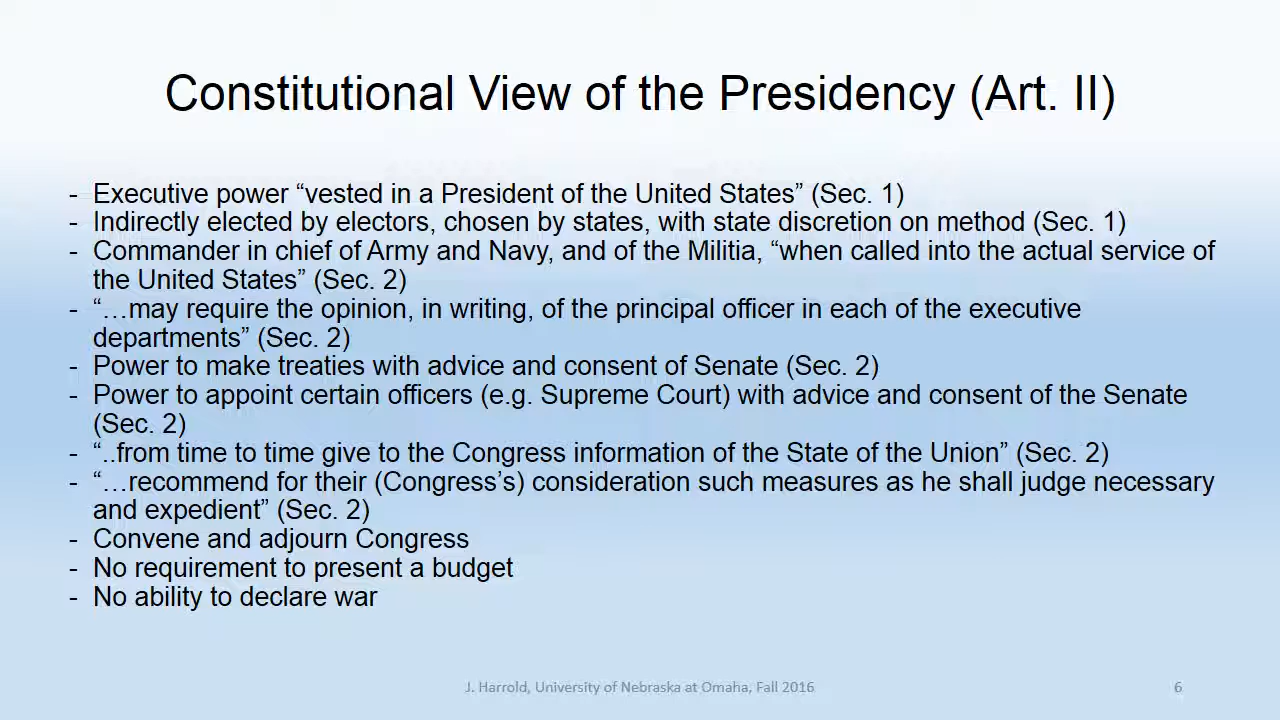 Constitutional View of the Presidency (Art. II)
- Executive power “vested in a President of the United States” (Sec. 1)
- Indirectly elected by electors, chosen by states, with state discretion on method (Sec. 1)
- Commander in chief of Army and Navy, and of the Militia, “when called into the actual service of
the United States” (Sec. 2)
- “…may require the opinion, in writing, of the principal officer in each of the executive
departments” (Sec. 2)
- Power to make treaties with advice and consent of Senate (Sec. 2)
- Power to appoint certain officers (e.g. Supreme Court) with advice and consent of the Senate
(Sec. 2)
- “..from time to time give to the Congress information of the State of the Union” (Sec. 2)
- “…recommend for their (Congress’s) consideration such measures as he shall judge necessary
and expedient” (Sec. 2)
- Convene and adjourn Congress
- No requirement to present a budget
- No ability to declare war
J. Harrold, University of Nebraska at Omaha, Fall 2016
6